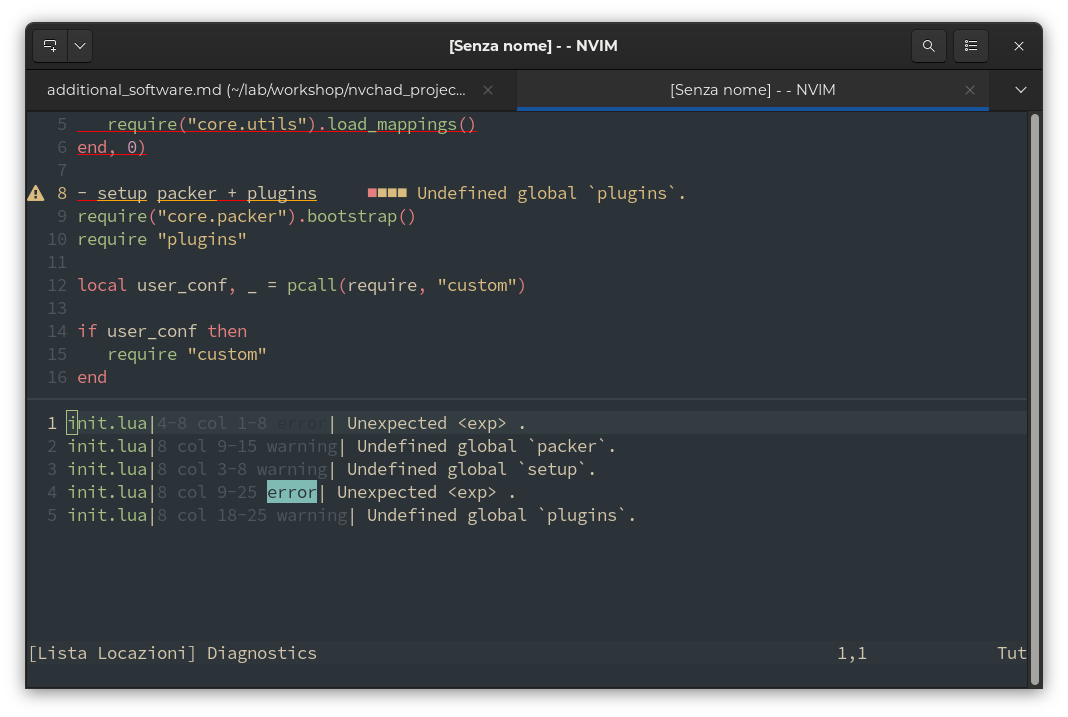 [Senza nome] - - NVIM
additional_software.md (~/lab/workshop/nvchad_projec...
[Senza nome] - - NVIM
5 require("core.utils").load_mappings()
6 end, 0)
7
8 - setup packer + plugins ■■■■ Undefined global `plugins`.
9 require("core.packer").bootstrap()
10 require "plugins"
11
12 local user_conf, _ = pcall(require, "custom")
13
14 if user_conf then
15 require "custom"
16 end
1 init.lua|4-8 col 1-8 error| Unexpected <exp> .
2 init.lua|8 col 9-15 warning| Undefined global `packer`.
3 init.lua|8 col 3-8 warning| Undefined global `setup`.
4 init.lua|8 col 9-25 error| Unexpected <exp> .
5 init.lua|8 col 18-25 warning| Undefined global `plugins`.
[Lista Locazioni] Diagnostics 1,1 Tut